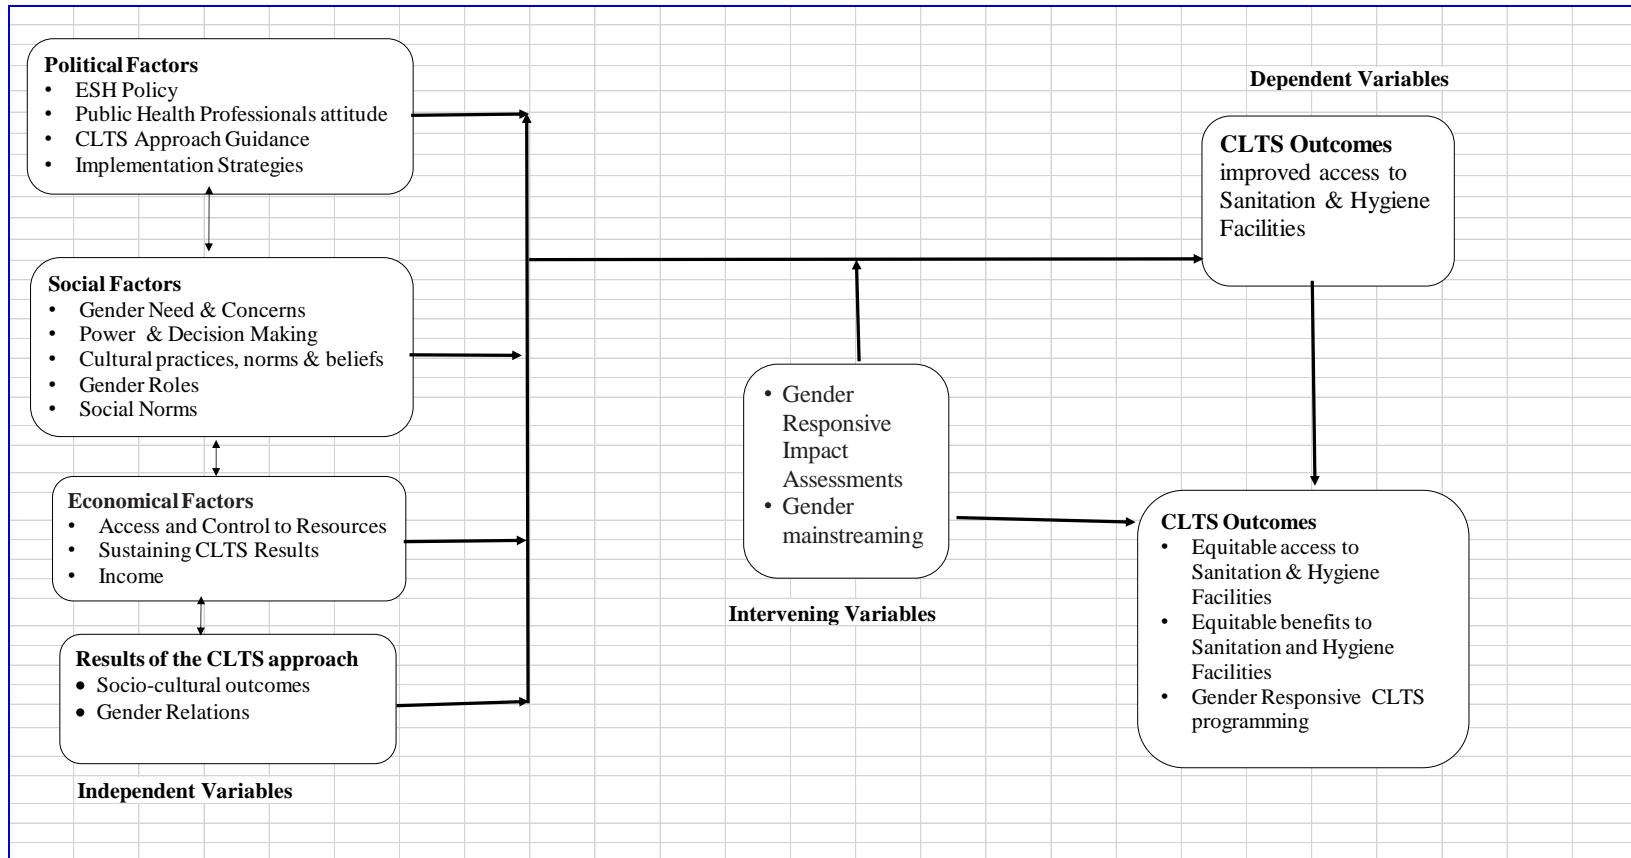 Political Factors
• ESH Policy
• Public Health Professionals attitude
• CLTS Approach Guidance
• Implementation Strategies
Social Factors
• Gender Need & Concerns
• Power & Decision Making
• Cultural practices, norms & beliefs
• Gender Roles
• Social Norms
Economical Factors
• Access and Control to Resources
• Sustaining CLTS Results
• Income
Results of the CLTS approach
• Socio-cultural outcomes
• Gender Relations
Independent Variables
• Gender
Responsive
Impact
Assessments
• Gender
mainstreaming
Intervening Variables
Dependent Variables
CLTS Outcomes
improved access to
Sanitation & Hygiene
Facilities
CLTS Outcomes
• Equitable access to
Sanitation & Hygiene
Facilities
• Equitable benefits to
Sanitation and Hygiene
Facilities
• Gender Responsive CLTS
programming